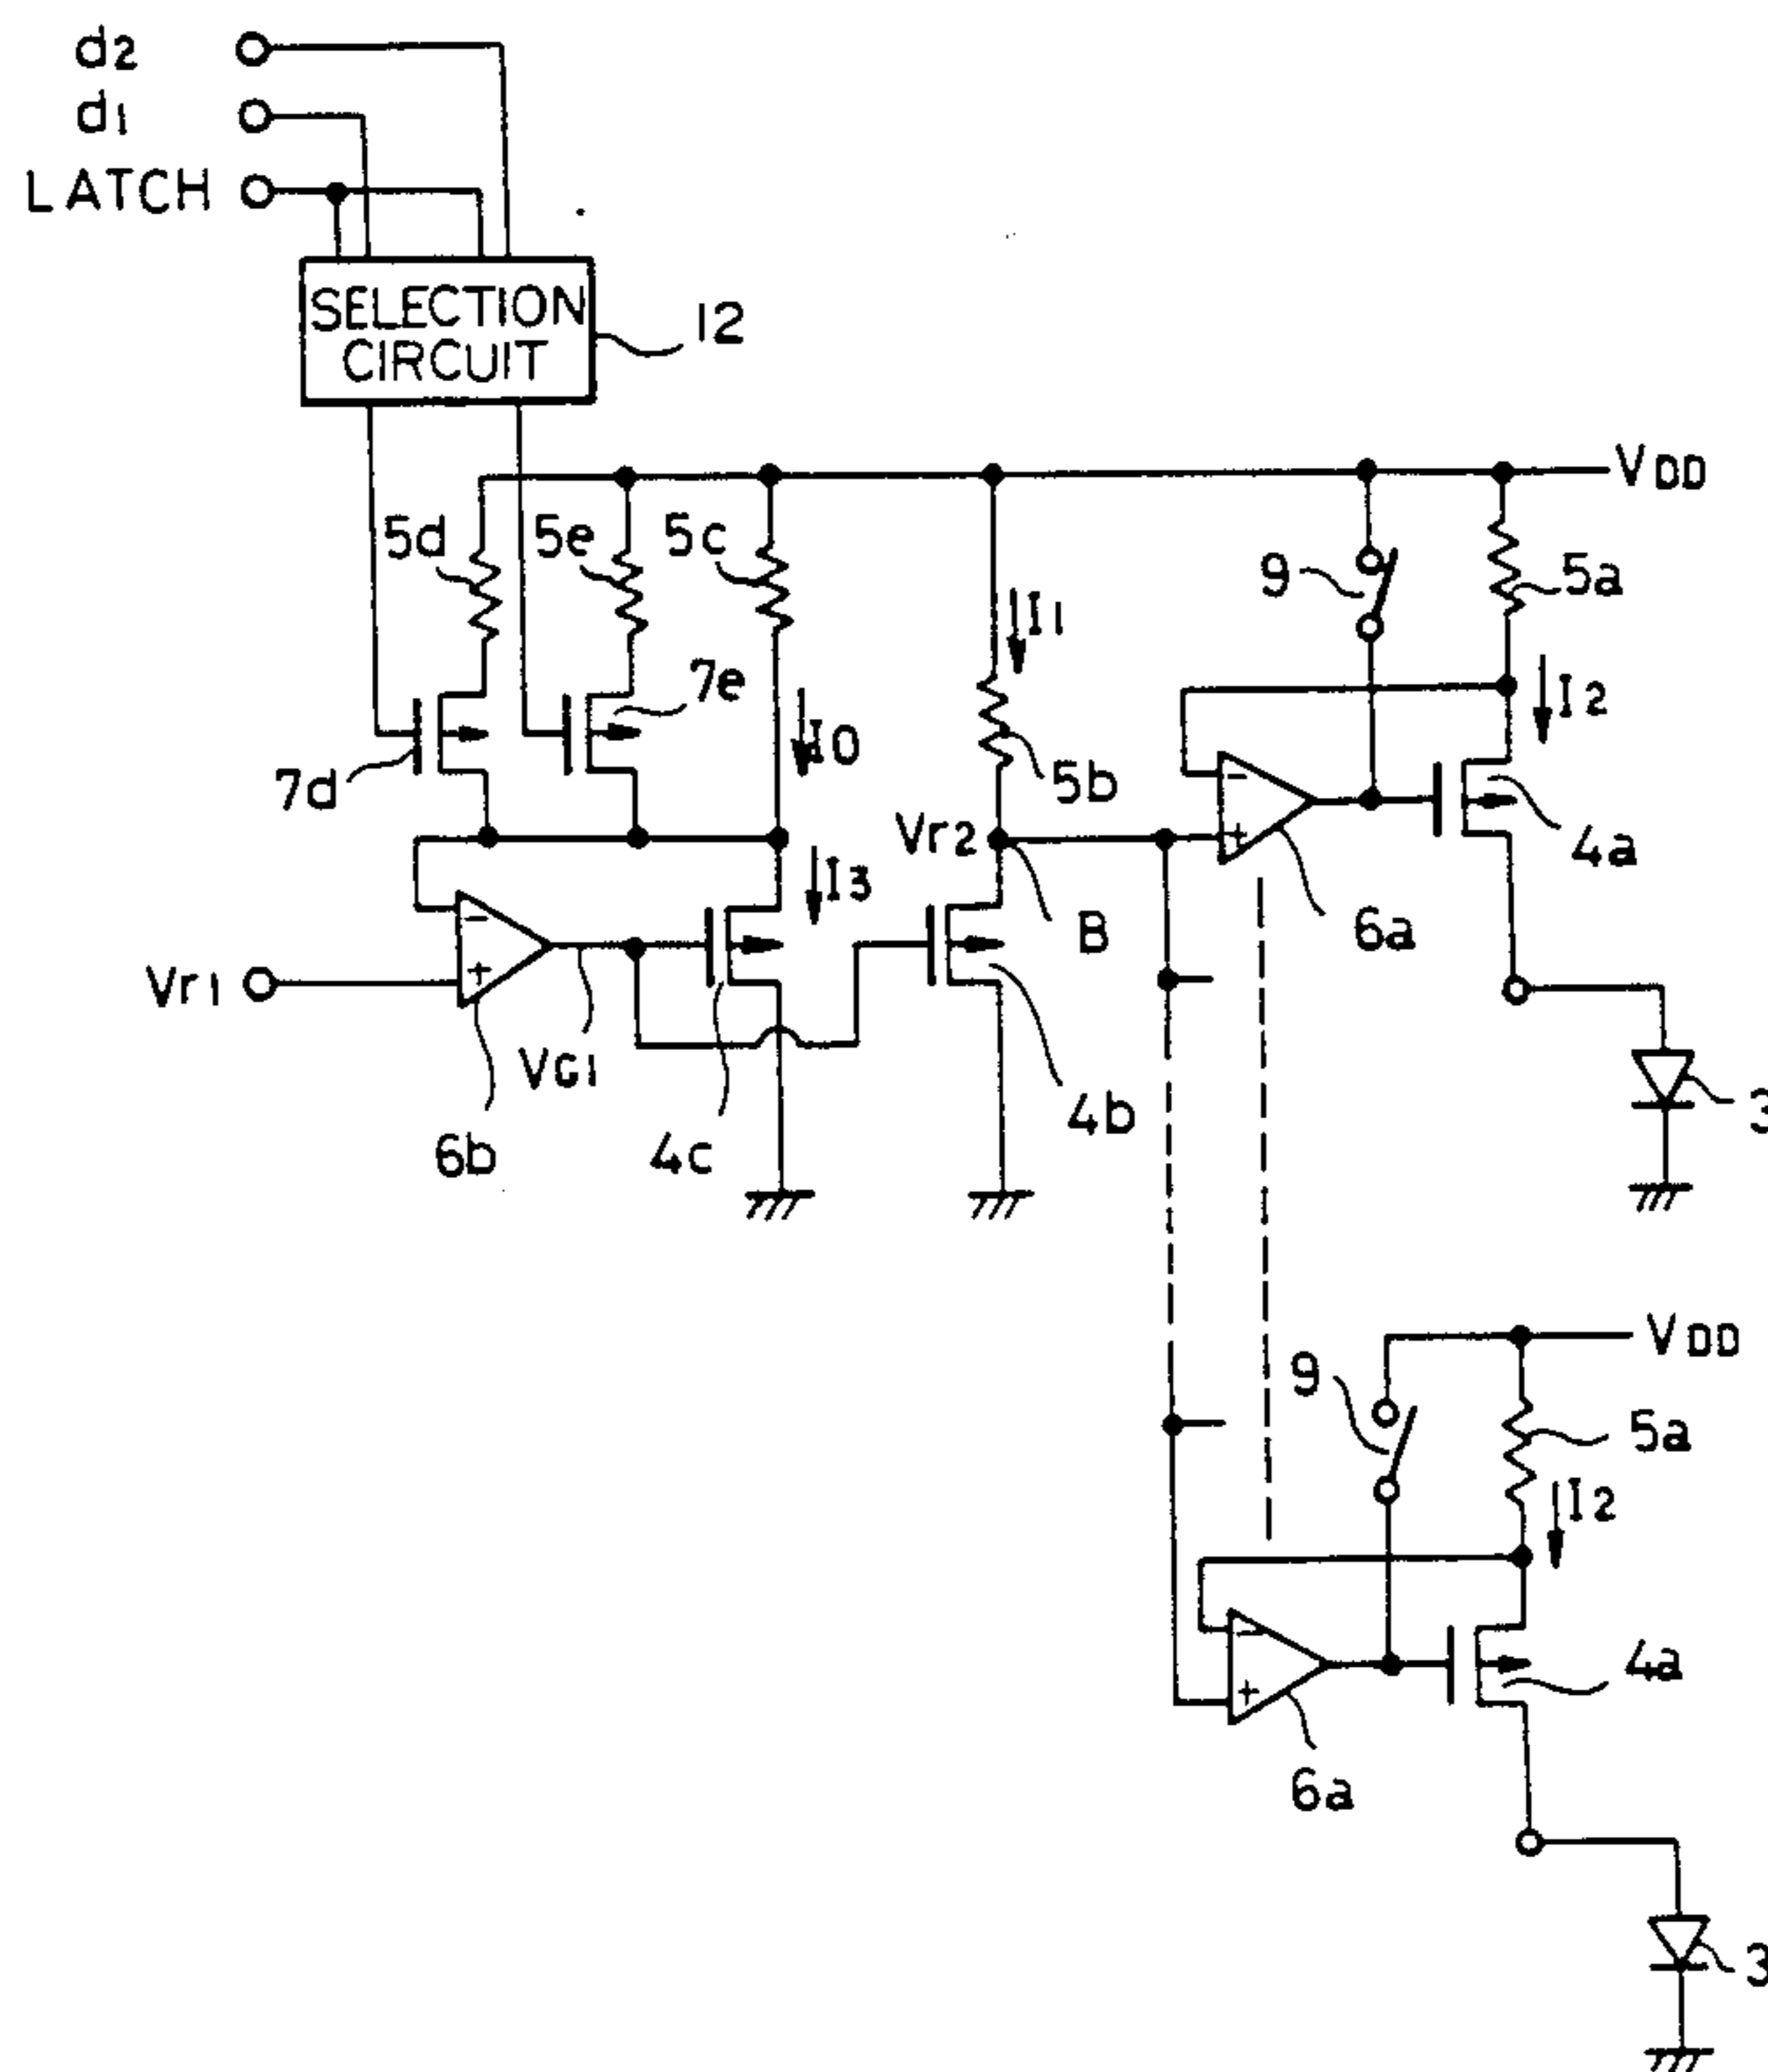 d2
d1
LATCH
SELECTION
CIRCUIT
12
VDD
5d
5e
5c
9
5a
I1
7e
I2
I0
7d
5b
Vr2
4a
I3
B
6a
Vr1
VG1
4b
3
6b
4c
VDD
9
5a
I2
4a
6a
3